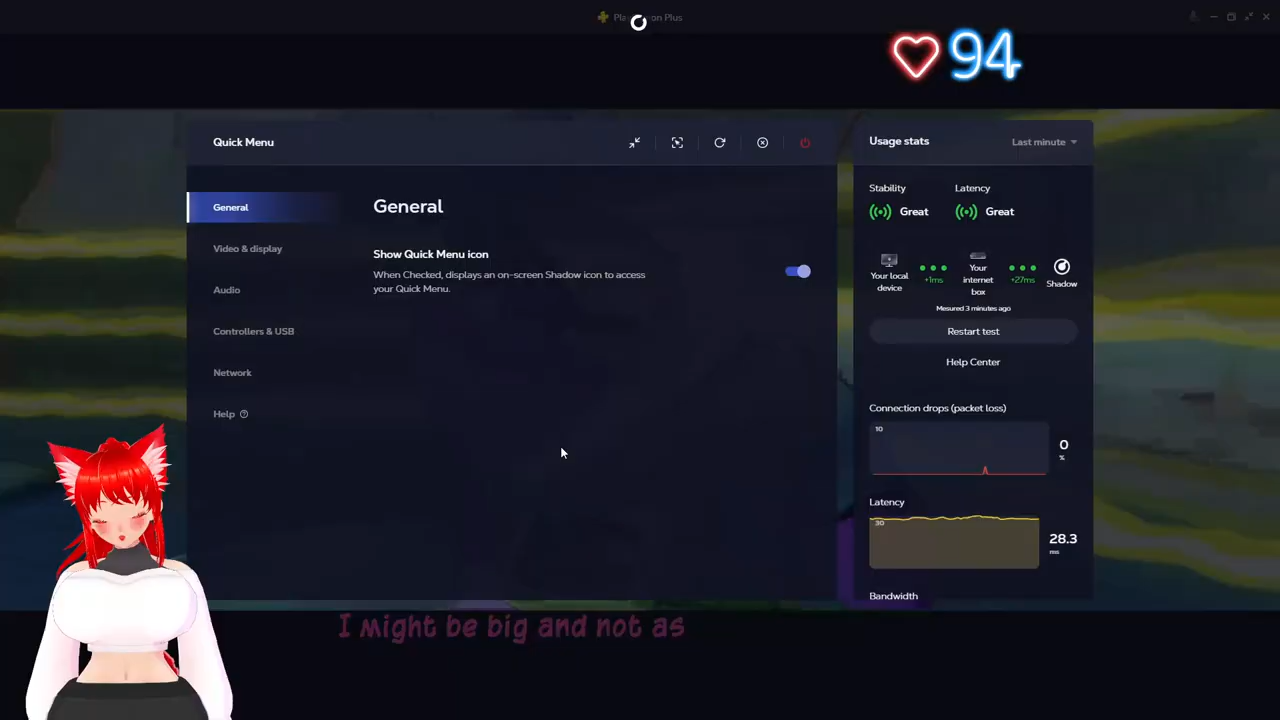 94
Quick Menu
General
Video & display
Audio
Controllers & USB
Network
Help
General
Show Quick Menu icon
When Checked, displays an on-screen Shadow icon to access
your Quick Menu.
Usage stats
Last minute
Stability
Latency
Great
Great
Your local
device
+1ms
Your
internet
box
+27ms
Shadow
Mesured 3 minutes ago
Restart test
Help Center
Connection drops (packet loss)
10
0
%
Latency
30
28.3
ms
Bandwidth
I might be big and not as